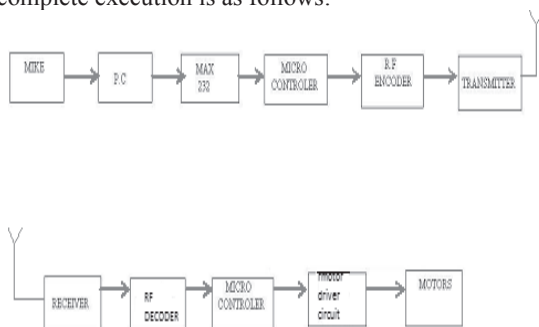 complete execution is as follows:
MIKE
P.C
MAX
232
MICRO
CONTROLER
R.F
ENCODER
TRANSMITTER
RECEIVER
RF
DECODER
MICRO
CONTROLER
motor
driver
circuit
MOTORS